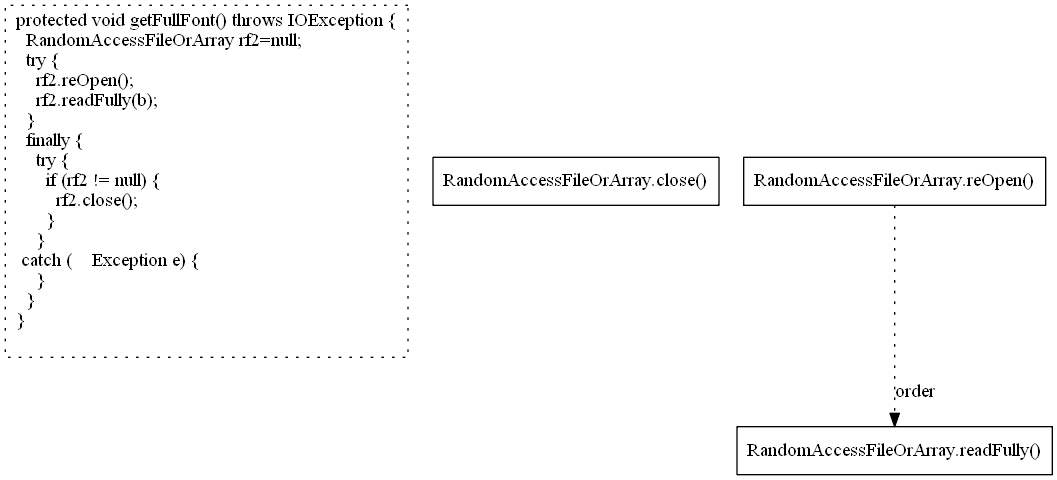 protected void getFullFont() throws IOException {
RandomAccessFileOrArray rf2=null;
try {
rf2.reOpen();
rf2.readFully(b);
}
finally {
try {
if (rf2 != null) {
rf2.close();
}
}
catch ( Exception e) {
}
}
}
RandomAccessFileOrArray.close()
RandomAccessFileOrArray.reOpen()
order
RandomAccessFileOrArray.readFully()